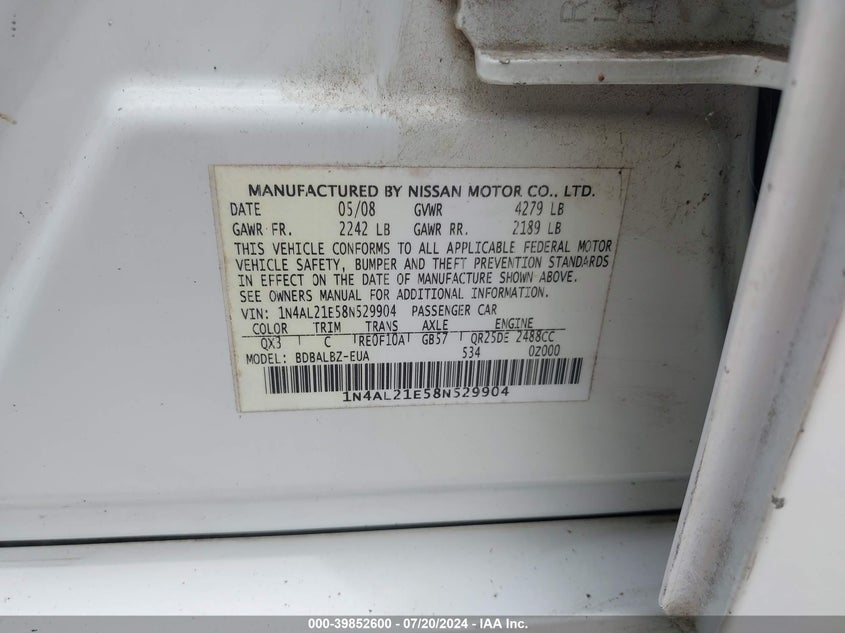 MANUFACTURED BY NISSAN MOTOR CO., LTD.
DATE 05/08 GVWR 4279 LB
GAWR FR. 2242 LB GAWR RR. 2189 LB
THIS VEHICLE CONFORMS TO ALL APPLICABLE FEDERAL MOTOR
VEHICLE SAFETY, BUMPER AND THEFT PREVENTION STANDARDS
IN EFFECT ON THE DATE OF MANUFACTURE SHOWN ABOVE.
SEE OWNERS MANUAL FOR ADDITIONAL INFORMATION.
VIN: 1N4AL21E58N529904 PASSENGER CAR
COLOR TRIM TRANS AXLE ENGINE
QX3 C RE0F10A GB57 QR25DE 2488CC
MODEL: BDBALBZ-EUA 534 0Z000
1N4AL21E58N529904
000-39852600 / 07/20/2024 - IAA Inc.